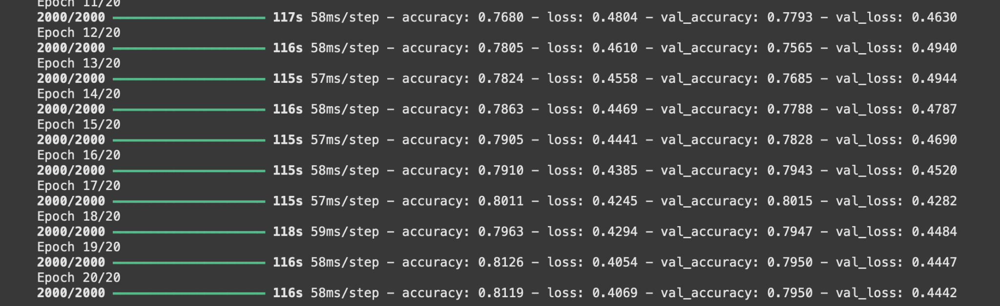 Epoch 11/20
2000/2000 ━━━━━━━━━━━━━━━━━━━━ 117s 58ms/step - accuracy: 0.7680 - loss: 0.4804 - val_accuracy: 0.7793 - val_loss: 0.4630
Epoch 12/20
2000/2000 ━━━━━━━━━━━━━━━━━━━━ 116s 58ms/step - accuracy: 0.7805 - loss: 0.4610 - val_accuracy: 0.7565 - val_loss: 0.4940
Epoch 13/20
2000/2000 ━━━━━━━━━━━━━━━━━━━━ 115s 57ms/step - accuracy: 0.7824 - loss: 0.4558 - val_accuracy: 0.7685 - val_loss: 0.4944
Epoch 14/20
2000/2000 ━━━━━━━━━━━━━━━━━━━━ 116s 58ms/step - accuracy: 0.7863 - loss: 0.4469 - val_accuracy: 0.7788 - val_loss: 0.4787
Epoch 15/20
2000/2000 ━━━━━━━━━━━━━━━━━━━━ 115s 57ms/step - accuracy: 0.7905 - loss: 0.4441 - val_accuracy: 0.7828 - val_loss: 0.4690
Epoch 16/20
2000/2000 ━━━━━━━━━━━━━━━━━━━━ 115s 58ms/step - accuracy: 0.7910 - loss: 0.4385 - val_accuracy: 0.7943 - val_loss: 0.4520
Epoch 17/20
2000/2000 ━━━━━━━━━━━━━━━━━━━━ 115s 57ms/step - accuracy: 0.8011 - loss: 0.4245 - val_accuracy: 0.8015 - val_loss: 0.4282
Epoch 18/20
2000/2000 ━━━━━━━━━━━━━━━━━━━━ 118s 59ms/step - accuracy: 0.7963 - loss: 0.4294 - val_accuracy: 0.7947 - val_loss: 0.4484
Epoch 19/20
2000/2000 ━━━━━━━━━━━━━━━━━━━━ 116s 58ms/step - accuracy: 0.8126 - loss: 0.4054 - val_accuracy: 0.7950 - val_loss: 0.4447
Epoch 20/20
2000/2000 ━━━━━━━━━━━━━━━━━━━━ 116s 58ms/step - accuracy: 0.8119 - loss: 0.4069 - val_accuracy: 0.7950 - val_loss: 0.4442